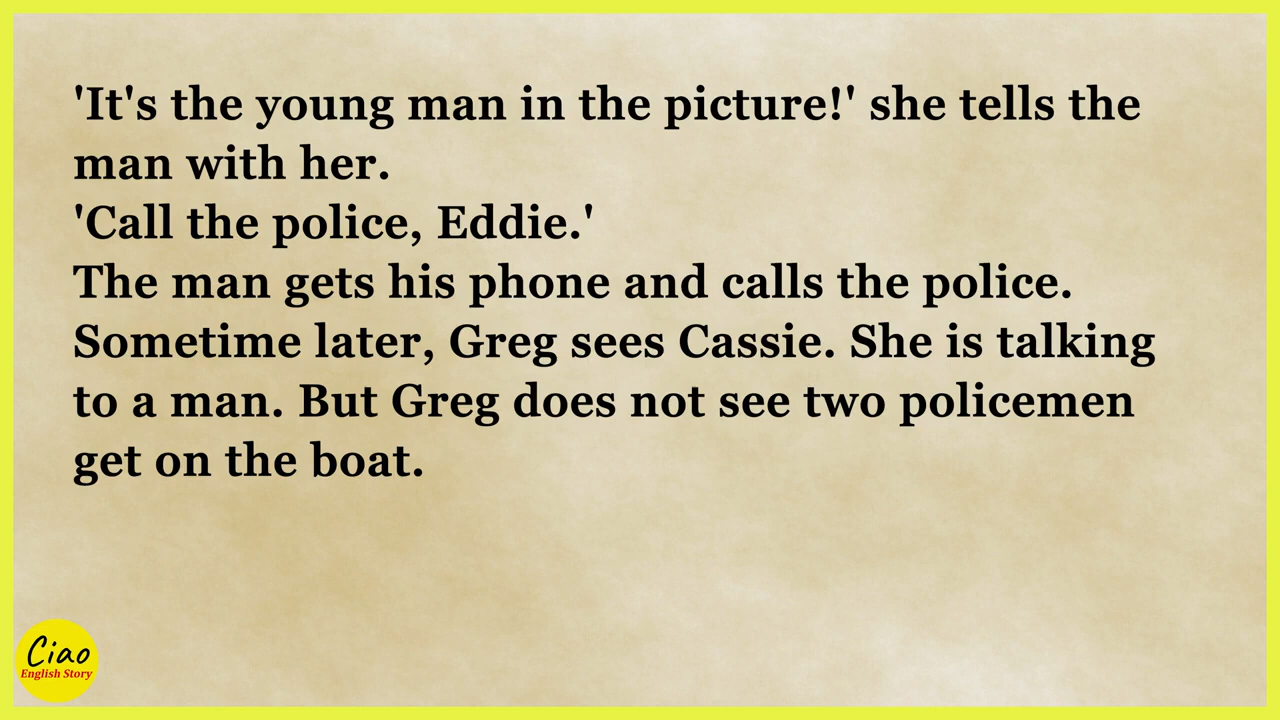 'It's the young man in the picture!' she tells the
man with her.
'Call the police, Eddie.'
The man gets his phone and calls the police.
Sometime later, Greg sees Cassie. She is talking
to a man. But Greg does not see two policemen
get on the boat.
Ciao
English Story